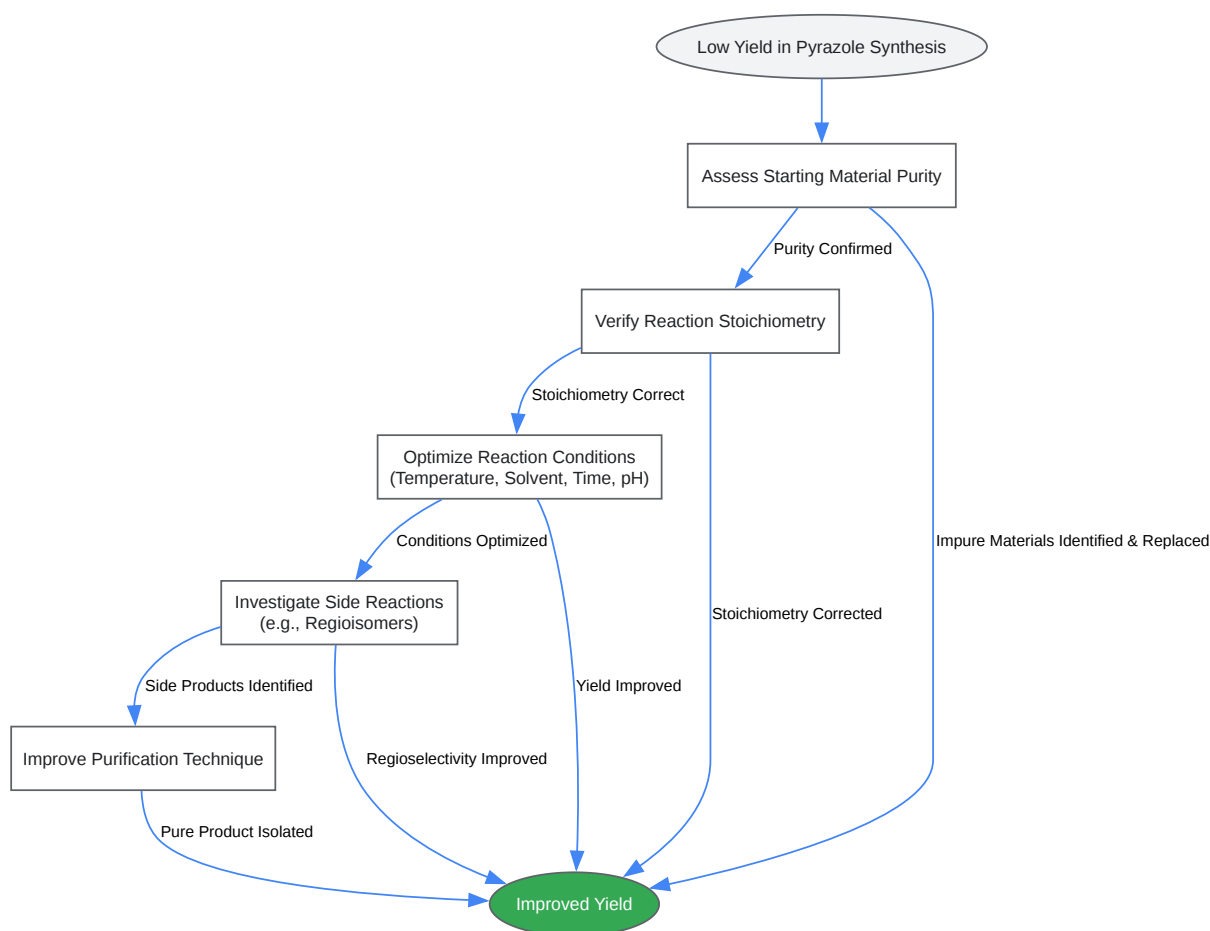 Low Yield in Pyrazole Synthesis
Assess Starting Material Purity
Purity Confirmed
Verify Reaction Stoichiometry
Stoichiometry Correct
Optimize Reaction Conditions
(Temperature, Solvent, Time, pH)
Conditions Optimized
Impure Materials Identified & Replaced
Investigate Side Reactions
(e.g., Regioisomers)
Stoichiometry Corrected
Side Products Identified
Yield Improved
Improve Purification Technique
Regioselectivity Improved
Pure Product Isolated
Improved Yield